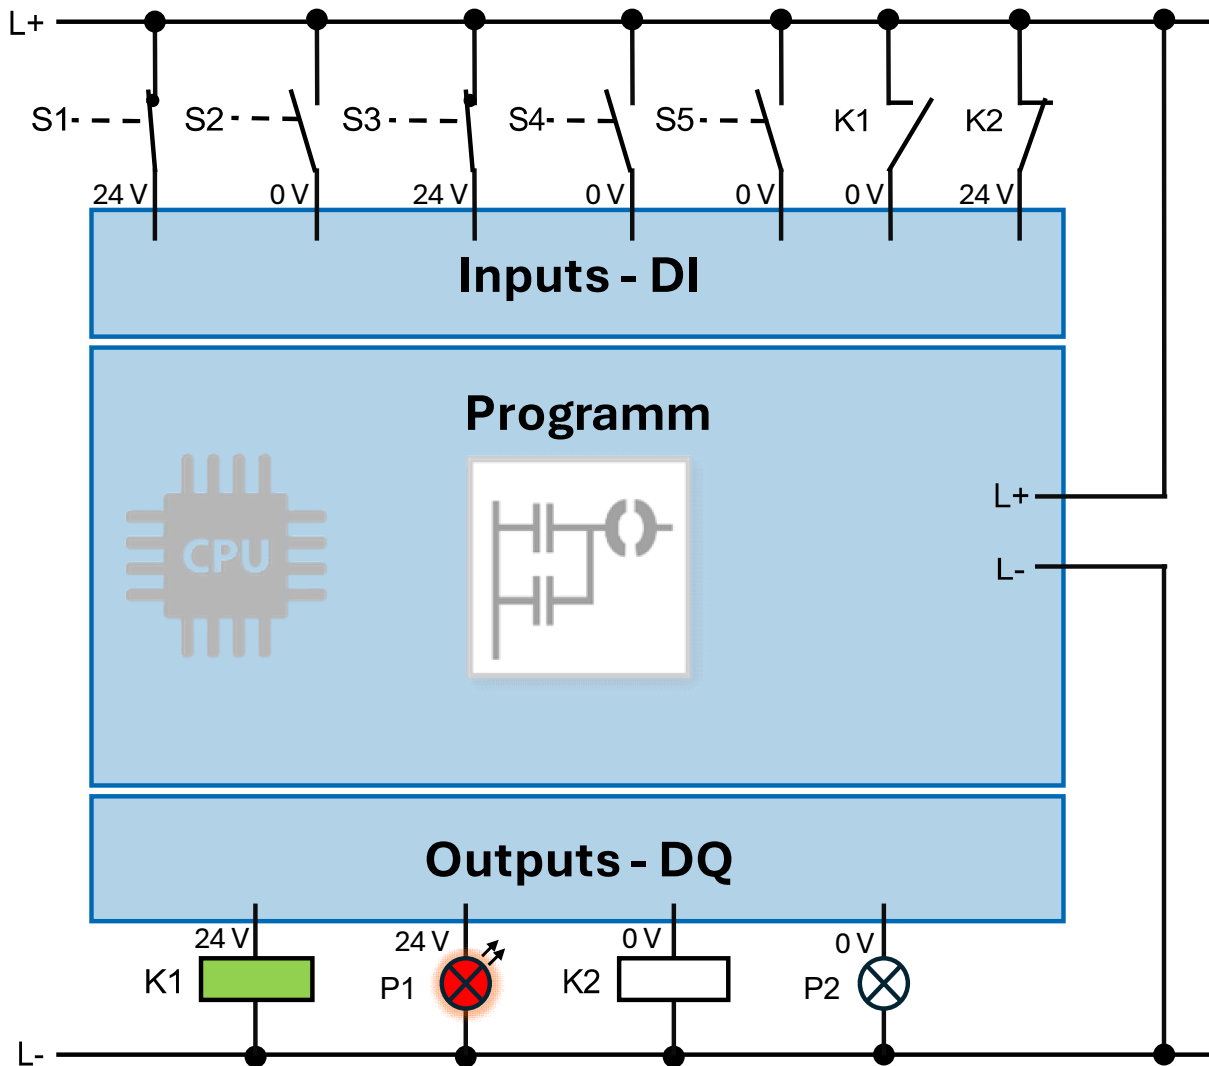 L+
S1 S2 S3 S4 S5 K1 K2
24 V 0 V 24 V 0 V 0 V 0 V 24 V
Inputs - DI
Programm
CPU
L+
L-
Outputs - DQ
24 V 24 V 0 V 0 V
K1 P1 K2 P2
L-